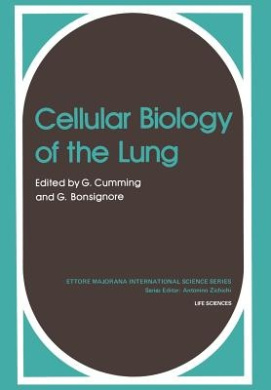 Cellular Biology
of the Lung
Edited by G. Cumming
and G. Bonsignore
ETTORE MAJORANA INTERNATIONAL SCIENCE SERIES
Series Editor: Antonino Zichichi
LIFE SCIENCES